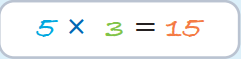 5 × 3 = 15